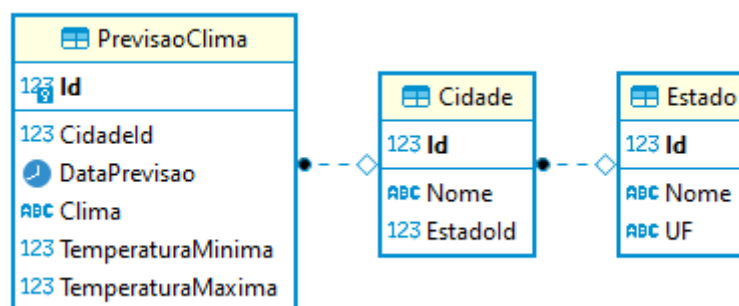 PrevisaoClima
123 Id
123 CidadeId
DataPrevisao
ABC Clima
123 TemperaturaMinima
123 TemperaturaMaxima
Cidade
123 Id
ABC Nome
123 EstadoId
Estado
123 Id
ABC Nome
ABC UF